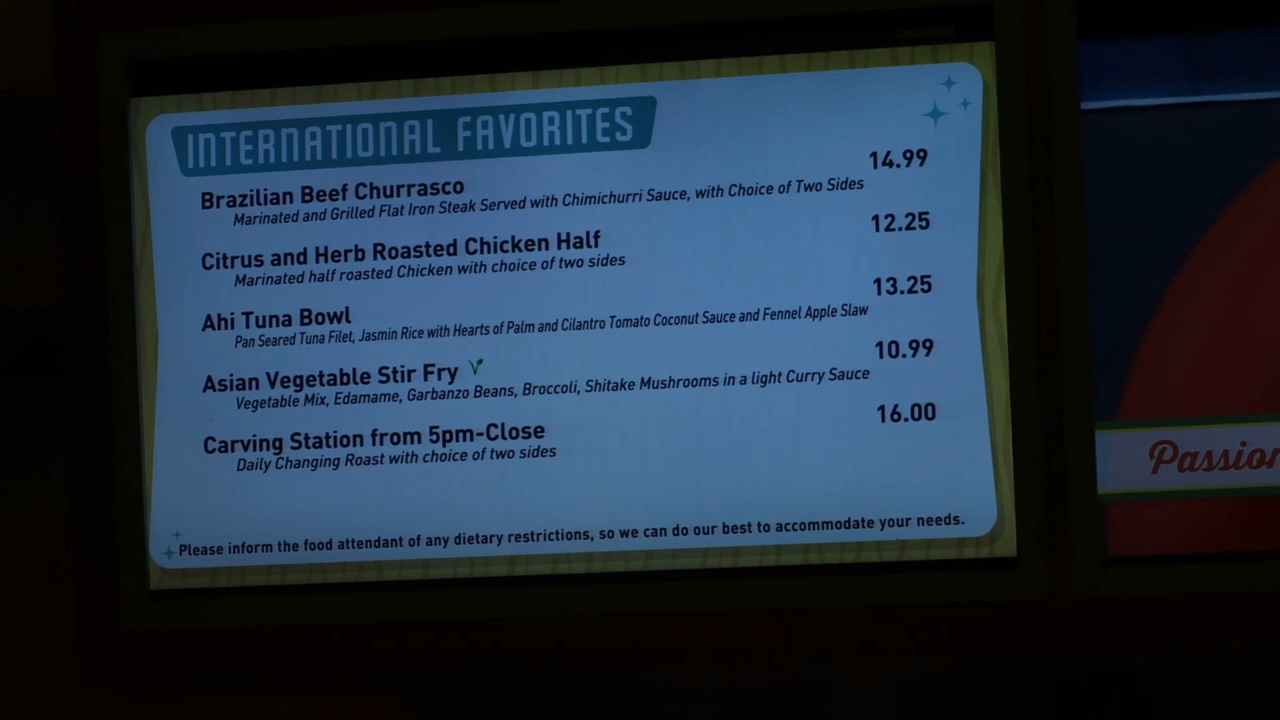 INTERNATIONAL FAVORITES
Brazilian Beef Churrasco 14.99
Marinated and Grilled Flat Iron Steak Served with Chimichurri Sauce, with Choice of Two Sides
Citrus and Herb Roasted Chicken Half 12.25
Marinated half roasted Chicken with choice of two sides
Ahi Tuna Bowl 13.25
Pan Seared Tuna Filet, Jasmin Rice with Hearts of Palm and Cilantro Tomato Coconut Sauce and Fennel Apple Slaw
Asian Vegetable Stir Fry 10.99
Vegetable Mix, Edamame, Garbanzo Beans, Broccoli, Shitake Mushrooms in a light Curry Sauce
Carving Station from 5pm-Close 16.00
Daily Changing Roast with choice of two sides
Please inform the food attendant of any dietary restrictions, so we can do our best to accommodate your needs.